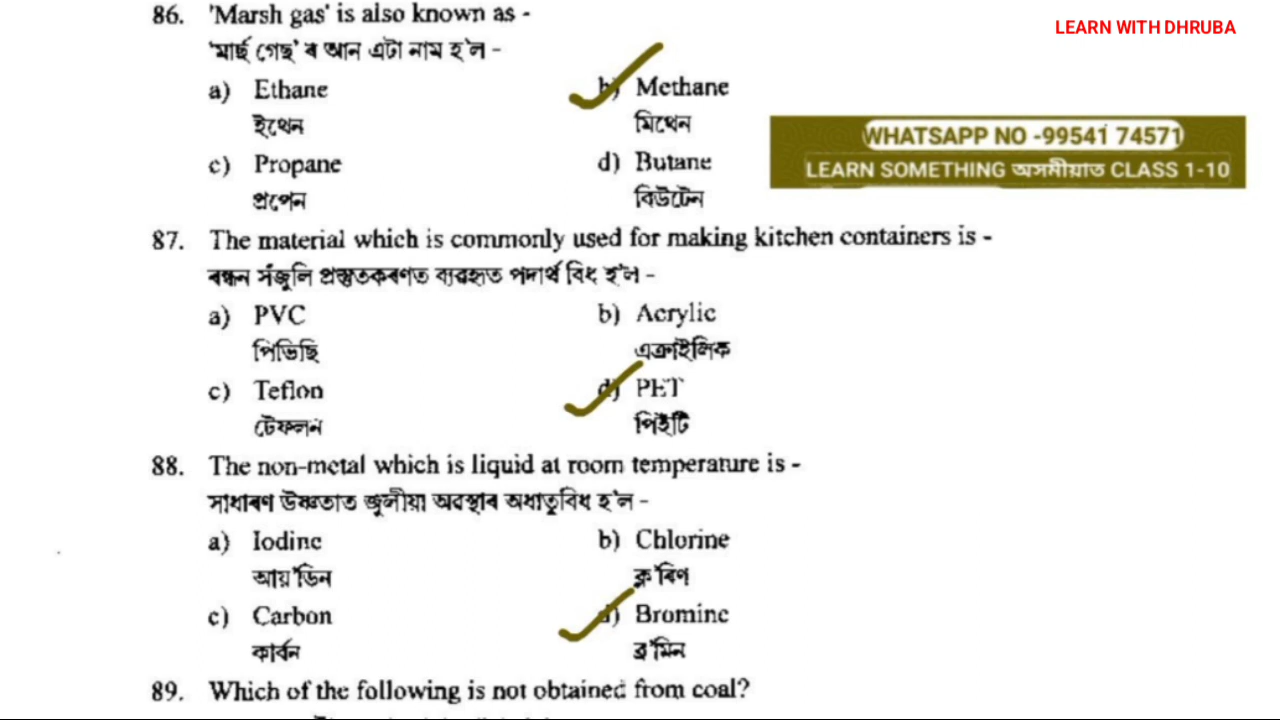 LEARN WITH DHRUBA
86. 'Marsh gas' is also known as -
'মাৰ্ছ গেছ' ৰ আন এটা নাম হ'ল -
a) Ethane b) Methane
ইথেন মিথেন
WHATSAPP NO -99541 74571
LEARN SOMETHING অসমীয়াত CLASS 1-10
c) Propane d) Butane
প্ৰপেন বিউটেন
87. The material which is commonly used for making kitchen containers is -
ৰন্ধন সঁজুলি প্ৰস্তুতকৰণত ব্যৱহৃত পদাৰ্থ বিধ হ'ল -
a) PVC b) Acrylic
পিভিছি এক্ৰাইলিক
c) Teflon d) PET
টেফলন পিইটি
88. The non-metal which is liquid at room temperature is -
সাধাৰণ উষ্ণতাত জুলীয়া অৱস্থাৰ অধাতুবিধ হ'ল -
a) Iodine b) Chlorine
আয়'ডিন ক্ল'ৰিণ
c) Carbon d) Bromine
কাৰ্বন ব্ৰ'মিন
89. Which of the following is not obtained from coal?